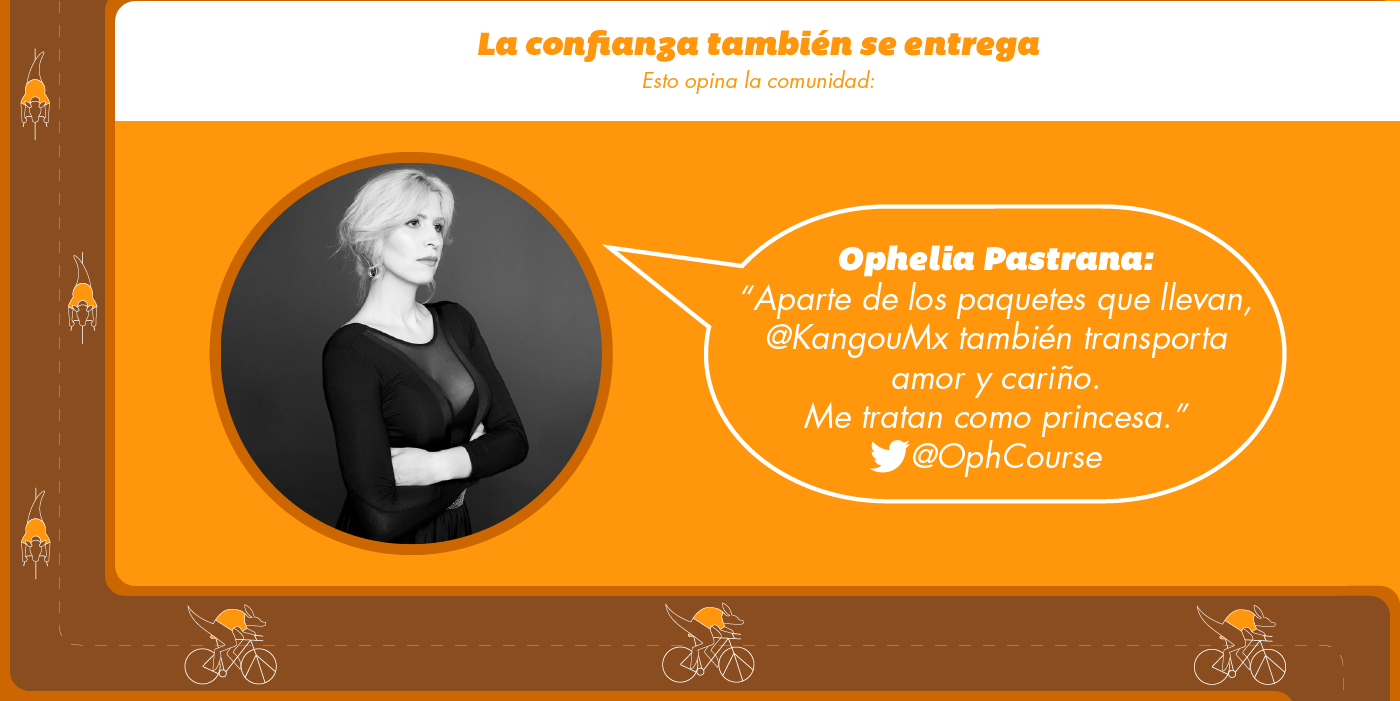 La confianza también se entrega
Esto opina la comunidad:
Ophelia Pastrana:
“Aparte de los paquetes que llevan,
@KangouMx también transporta
amor y cariño.
Me tratan como princesa.”
@OphCourse